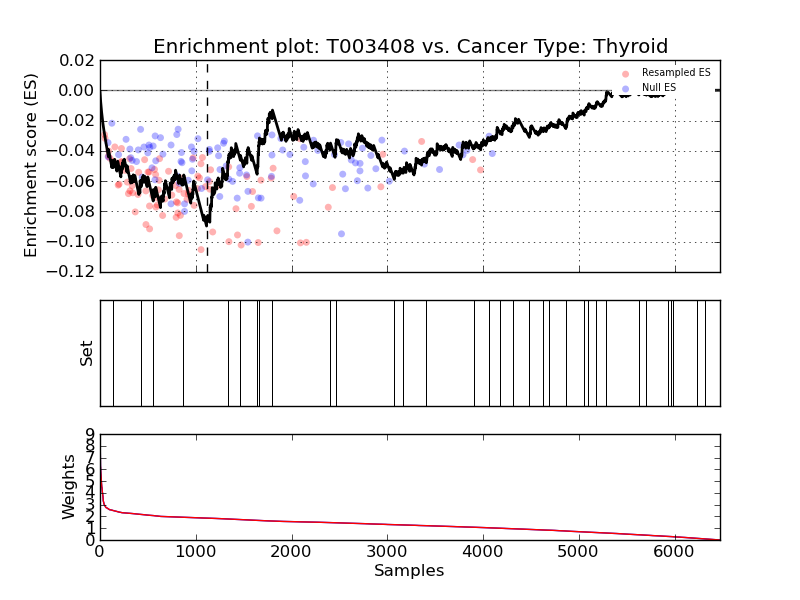 Enrichment plot: T003408 vs. Cancer Type: Thyroid
Enrichment score (ES)
0.02
0.00
−0.02
−0.04
−0.06
−0.08
−0.10
−0.12
Resampled ES
Null ES
Set
Weights
9
8
7
6
5
4
3
2
1
0
0 1000 2000 3000 4000 5000 6000
Samples